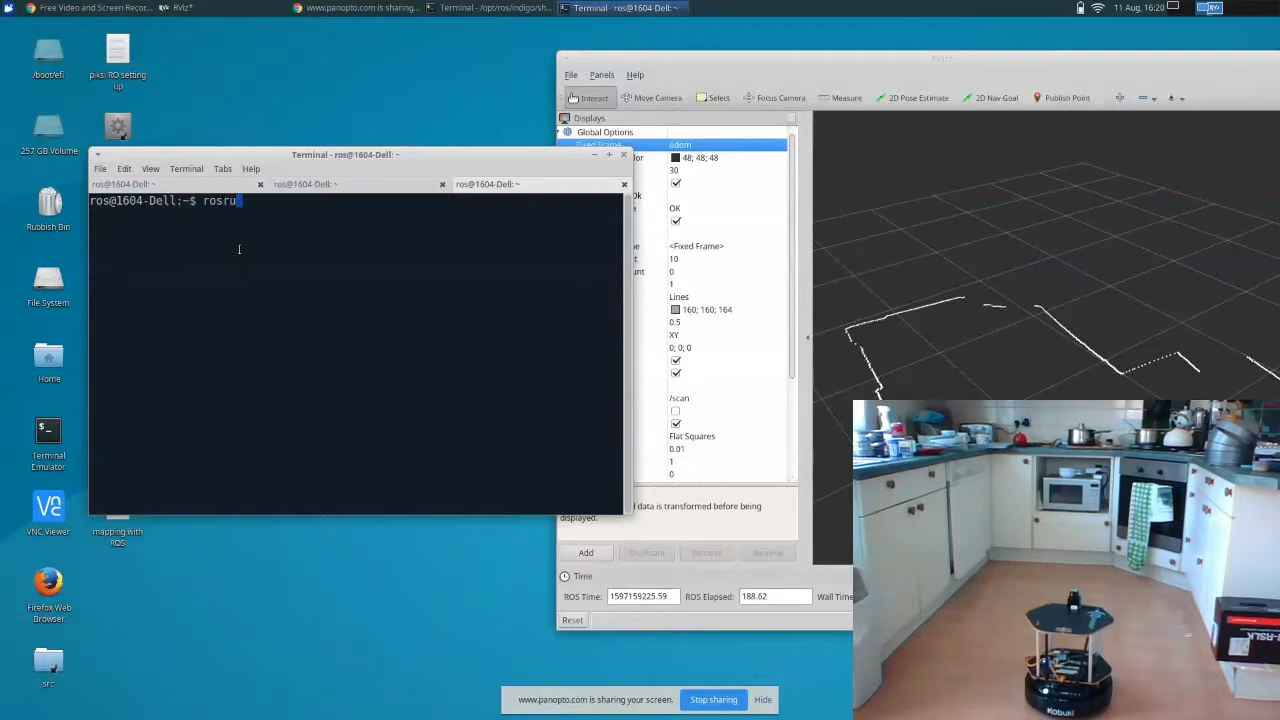 Free Video and Screen Recor...
RViz*
www.panopto.com is sharing...
Terminal - /opt/ros/indigo/sh...
Terminal - ros@1604-Dell: ~
11 Aug, 16:20
RViz
/boot/efi
piksi RO setting up
257 GB Volume
Rubbish Bin
File System
Home
Terminal Emulator
VNC Viewer
mapping with ROS
Firefox Web Browser
src
Terminal - ros@1604-Dell: ~
File Edit View Terminal Tabs Help
ros@1604-Dell: ~
ros@1604-Dell: ~
ros@1604-Dell: ~
ros@1604-Dell:~$ rosru
RViz*
File Panels Help
Interact Move Camera Select Focus Camera Measure 2D Pose Estimate 2D Nav Goal Publish Point
Displays
Global Options
Fixed Frame odom
48; 48; 48
30
OK
<Fixed Frame>
10
0
1
Lines
160; 160; 164
0.5
XY
0; 0; 0
/scan
Flat Squares
0.01
1
0
data is transformed before being
displayed.
Add Duplicate Remove Rename
Time
ROS Time: 1597159225.59 ROS Elapsed: 188.62 Wall Time
Reset
www.panopto.com is sharing your screen. Stop sharing Hide
Kobuki